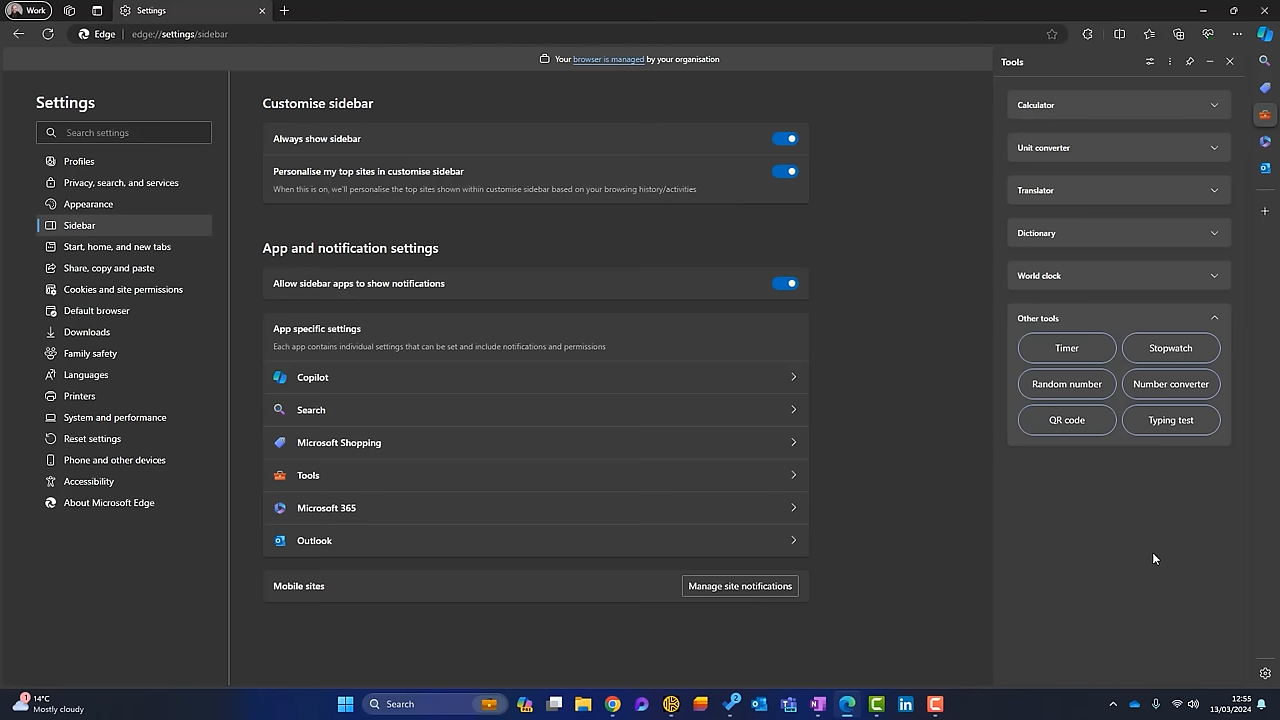 Work
Settings
Edge
edge://settings/sidebar
Your browser is managed by your organisation
Settings
Search settings
Profiles
Privacy, search, and services
Appearance
Sidebar
Start, home, and new tabs
Share, copy and paste
Cookies and site permissions
Default browser
Downloads
Family safety
Languages
Printers
System and performance
Reset settings
Phone and other devices
Accessibility
About Microsoft Edge
Customise sidebar
Always show sidebar
Personalise my top sites in customise sidebar
When this is on, we'll personalise the top sites shown within customise sidebar based on your browsing history/activities
App and notification settings
Allow sidebar apps to show notifications
App specific settings
Each app contains individual settings that can be set and include notifications and permissions
Copilot
Search
Microsoft Shopping
Tools
Microsoft 365
Outlook
Mobile sites
Manage site notifications
Tools
Calculator
Unit converter
Translator
Dictionary
World clock
Other tools
Timer
Stopwatch
Random number
Number converter
QR code
Typing test
1
14°C
Mostly cloudy
Search
2
12:55
13/03/2024